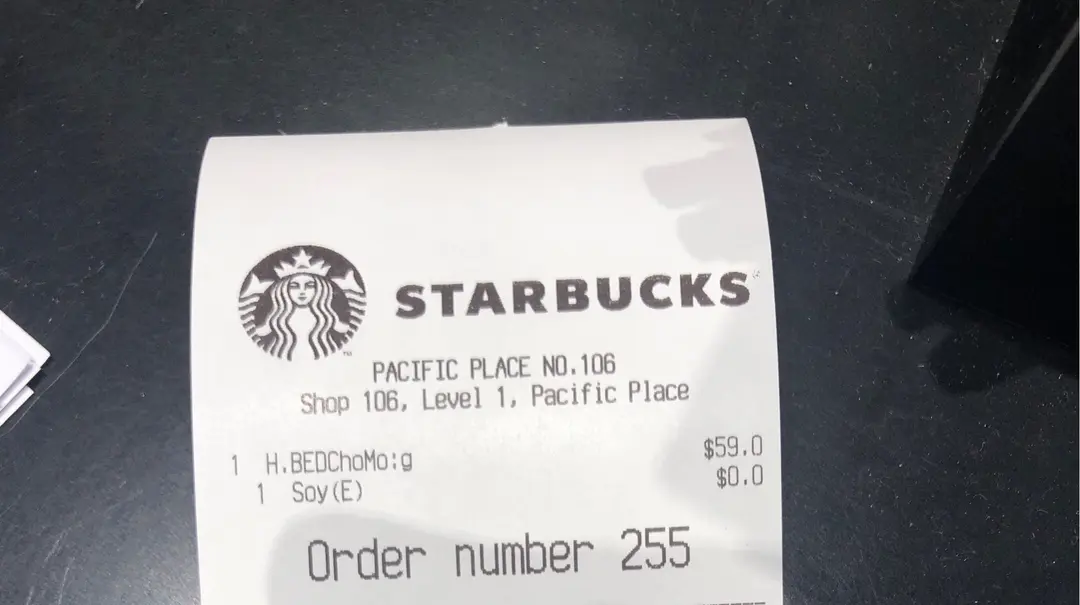 STARBUCKS
PACIFIC PLACE NO.106
Shop 106, Level 1, Pacific Place
1 H.BEDChoMo:g $59.0
1 Soy(E) $0.0
Order number 255